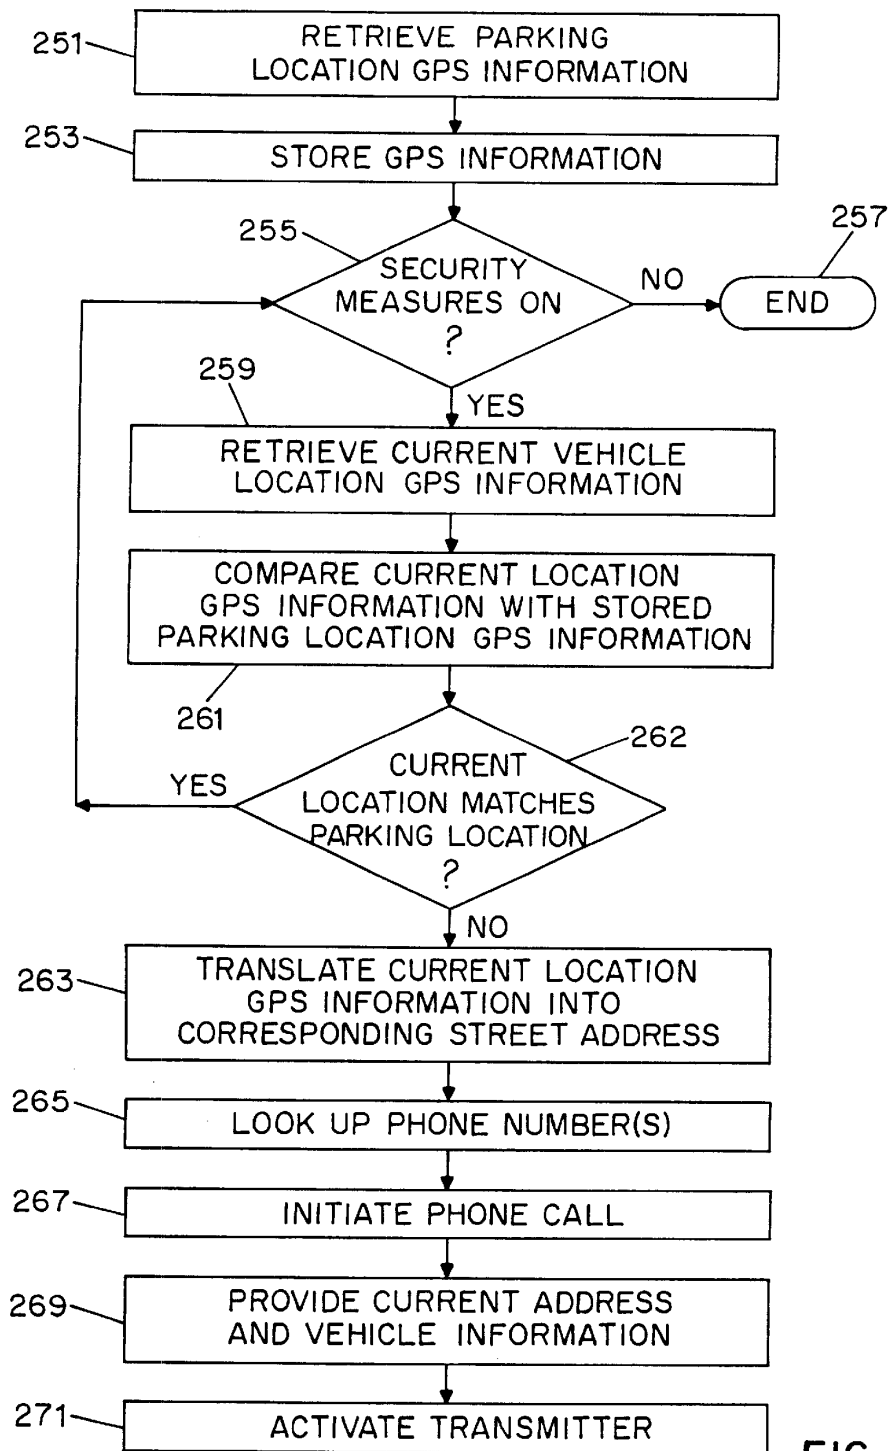 251
RETRIEVE PARKING
LOCATION GPS INFORMATION
253
STORE GPS INFORMATION
255
SECURITY
MEASURES ON
?
NO
257
END
YES
259
RETRIEVE CURRENT VEHICLE
LOCATION GPS INFORMATION
COMPARE CURRENT LOCATION
GPS INFORMATION WITH STORED
PARKING LOCATION GPS INFORMATION
261
262
CURRENT
LOCATION MATCHES
PARKING LOCATION
?
YES
NO
263
TRANSLATE CURRENT LOCATION
GPS INFORMATION INTO
CORRESPONDING STREET ADDRESS
265
LOOK UP PHONE NUMBER(S)
267
INITIATE PHONE CALL
269
PROVIDE CURRENT ADDRESS
AND VEHICLE INFORMATION
271
ACTIVATE TRANSMITTER
FIG